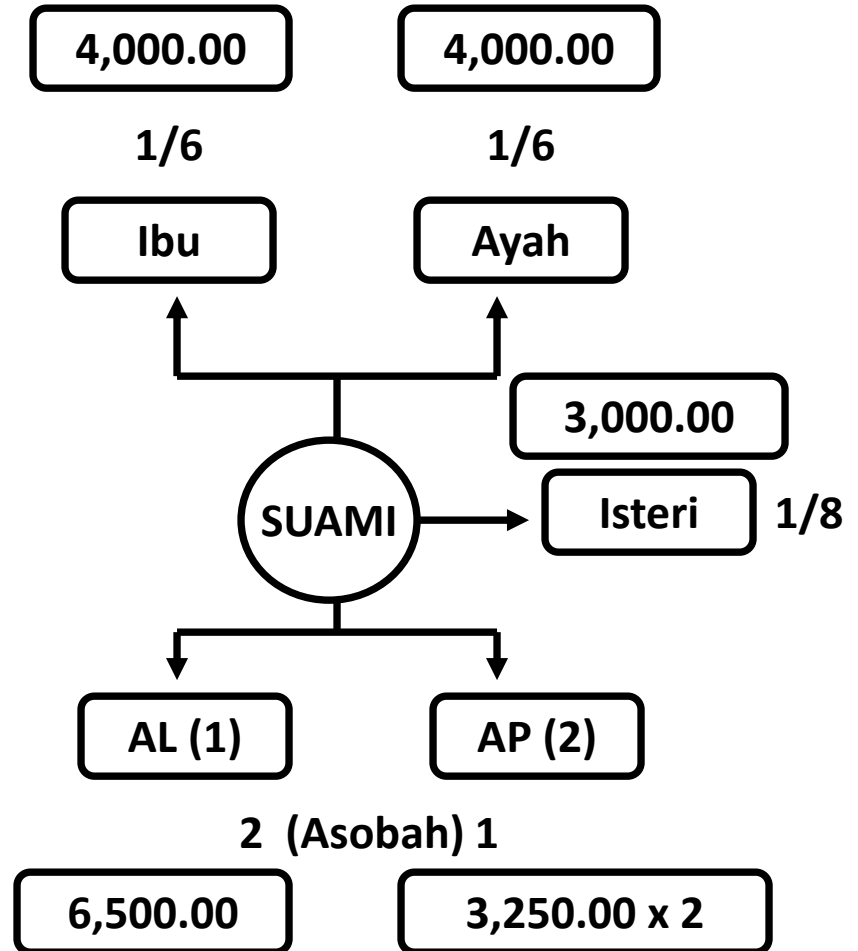 4,000.00 4,000.00
1/6 1/6
Ibu Ayah
3,000.00
SUAMI Isteri 1/8
AL (1) AP (2)
2 (Asobah) 1
6,500.00 3,250.00 x 2